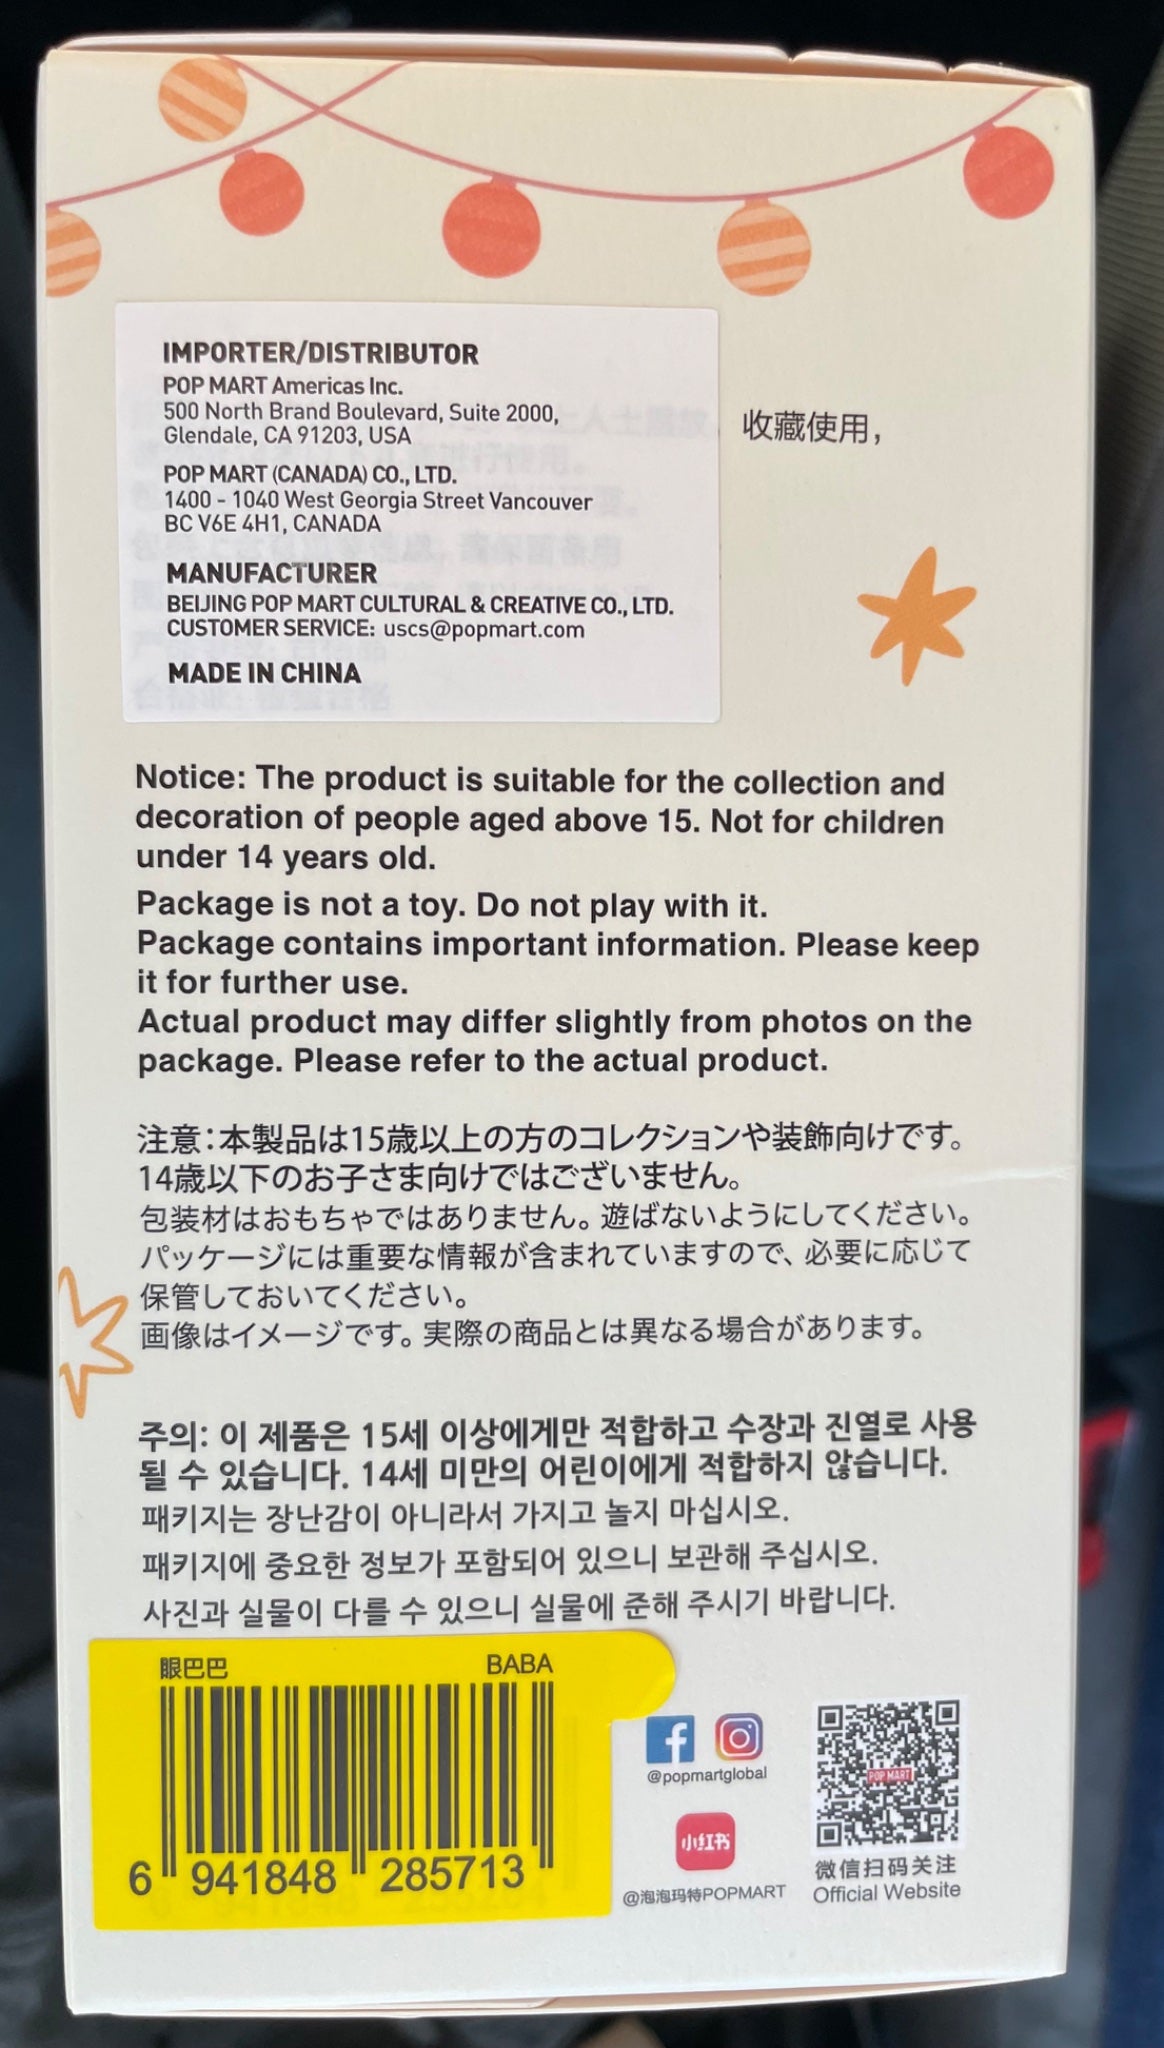 IMPORTER/DISTRIBUTOR
POP MART Americas Inc.
500 North Brand Boulevard, Suite 2000,
Glendale, CA 91203, USA
POP MART (CANADA) CO., LTD.
1400 - 1040 West Georgia Street Vancouver
BC V6E 4H1, CANADA
MANUFACTURER
BEIJING POP MART CULTURAL & CREATIVE CO., LTD.
CUSTOMER SERVICE: uscs@popmart.com
MADE IN CHINA
收藏使用，
Notice: The product is suitable for the collection and
decoration of people aged above 15. Not for children
under 14 years old.
Package is not a toy. Do not play with it.
Package contains important information. Please keep
it for further use.
Actual product may differ slightly from photos on the
package. Please refer to the actual product.
注意：本製品は15歳以上の方のコレクションや装飾向けです。
14歳以下のお子さま向けではございません。
包装材はおもちゃではありません。遊ばないようにしてください。
パッケージには重要な情報が含まれていますので、必要に応じて
保管しておいてください。
画像はイメージです。実際の商品とは異なる場合があります。
주의: 이 제품은 15세 이상에게만 적합하고 수장과 진열로 사용
될 수 있습니다. 14세 미만의 어린이에게 적합하지 않습니다.
패키지는 장난감이 아니라서 가지고 놀지 마십시오.
패키지에 중요한 정보가 포함되어 있으니 보관해 주십시오.
사진과 실물이 다를 수 있으니 실물에 준해 주시기 바랍니다.
眼巴巴 BABA
6 941848 285713
@popmartglobal
小红书
@泡泡玛特POPMART
POP MART
微信扫码关注
Official Website